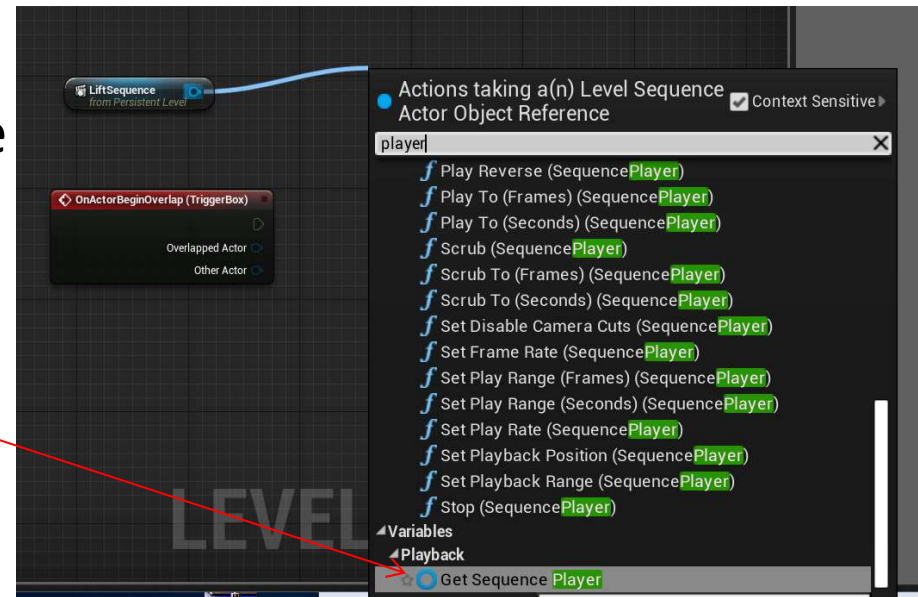 e
LiftSequence
from Persistent Level
OnActorBeginOverlap (TriggerBox)
Overlapped Actor
Other Actor
LEVEL
Actions taking a(n) Level Sequence
Actor Object Reference
Context Sensitive
player
f Play Reverse (SequencePlayer)
f Play To (Frames) (SequencePlayer)
f Play To (Seconds) (SequencePlayer)
f Scrub (SequencePlayer)
f Scrub To (Frames) (SequencePlayer)
f Scrub To (Seconds) (SequencePlayer)
f Set Disable Camera Cuts (SequencePlayer)
f Set Frame Rate (SequencePlayer)
f Set Play Range (Frames) (SequencePlayer)
f Set Play Range (Seconds) (SequencePlayer)
f Set Play Rate (SequencePlayer)
f Set Playback Position (SequencePlayer)
f Set Playback Range (SequencePlayer)
f Stop (SequencePlayer)
Variables
Playback
Get Sequence Player